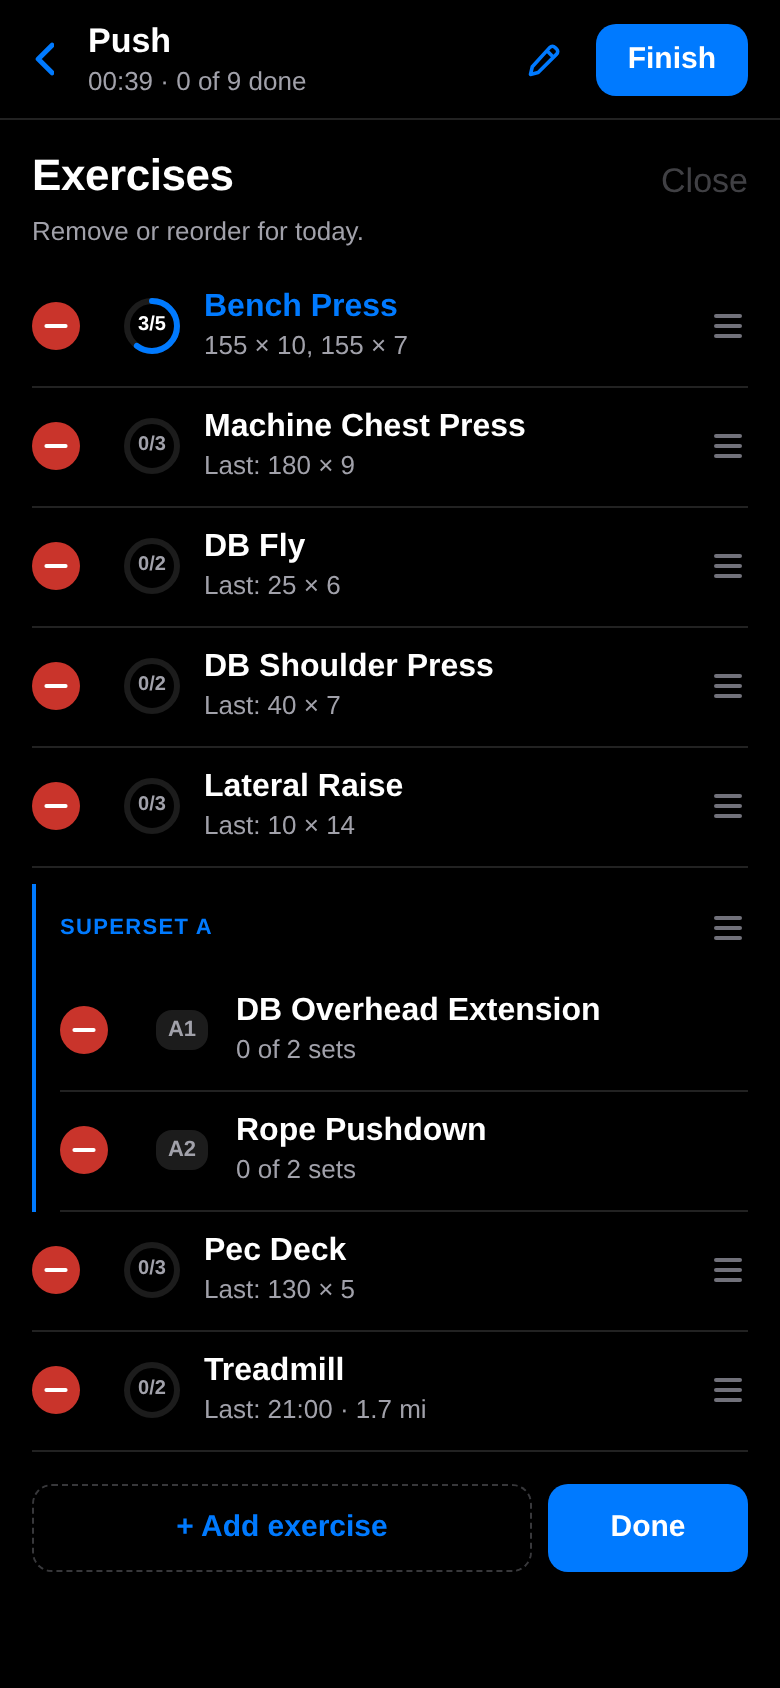 Push
00:39 · 0 of 9 done
Finish
Exercises
Close
Remove or reorder for today.
3/5
Bench Press
155 × 10, 155 × 7
0/3
Machine Chest Press
Last: 180 × 9
0/2
DB Fly
Last: 25 × 6
0/2
DB Shoulder Press
Last: 40 × 7
0/3
Lateral Raise
Last: 10 × 14
SUPERSET A
A1
DB Overhead Extension
0 of 2 sets
A2
Rope Pushdown
0 of 2 sets
0/3
Pec Deck
Last: 130 × 5
0/2
Treadmill
Last: 21:00 · 1.7 mi
+ Add exercise
Done